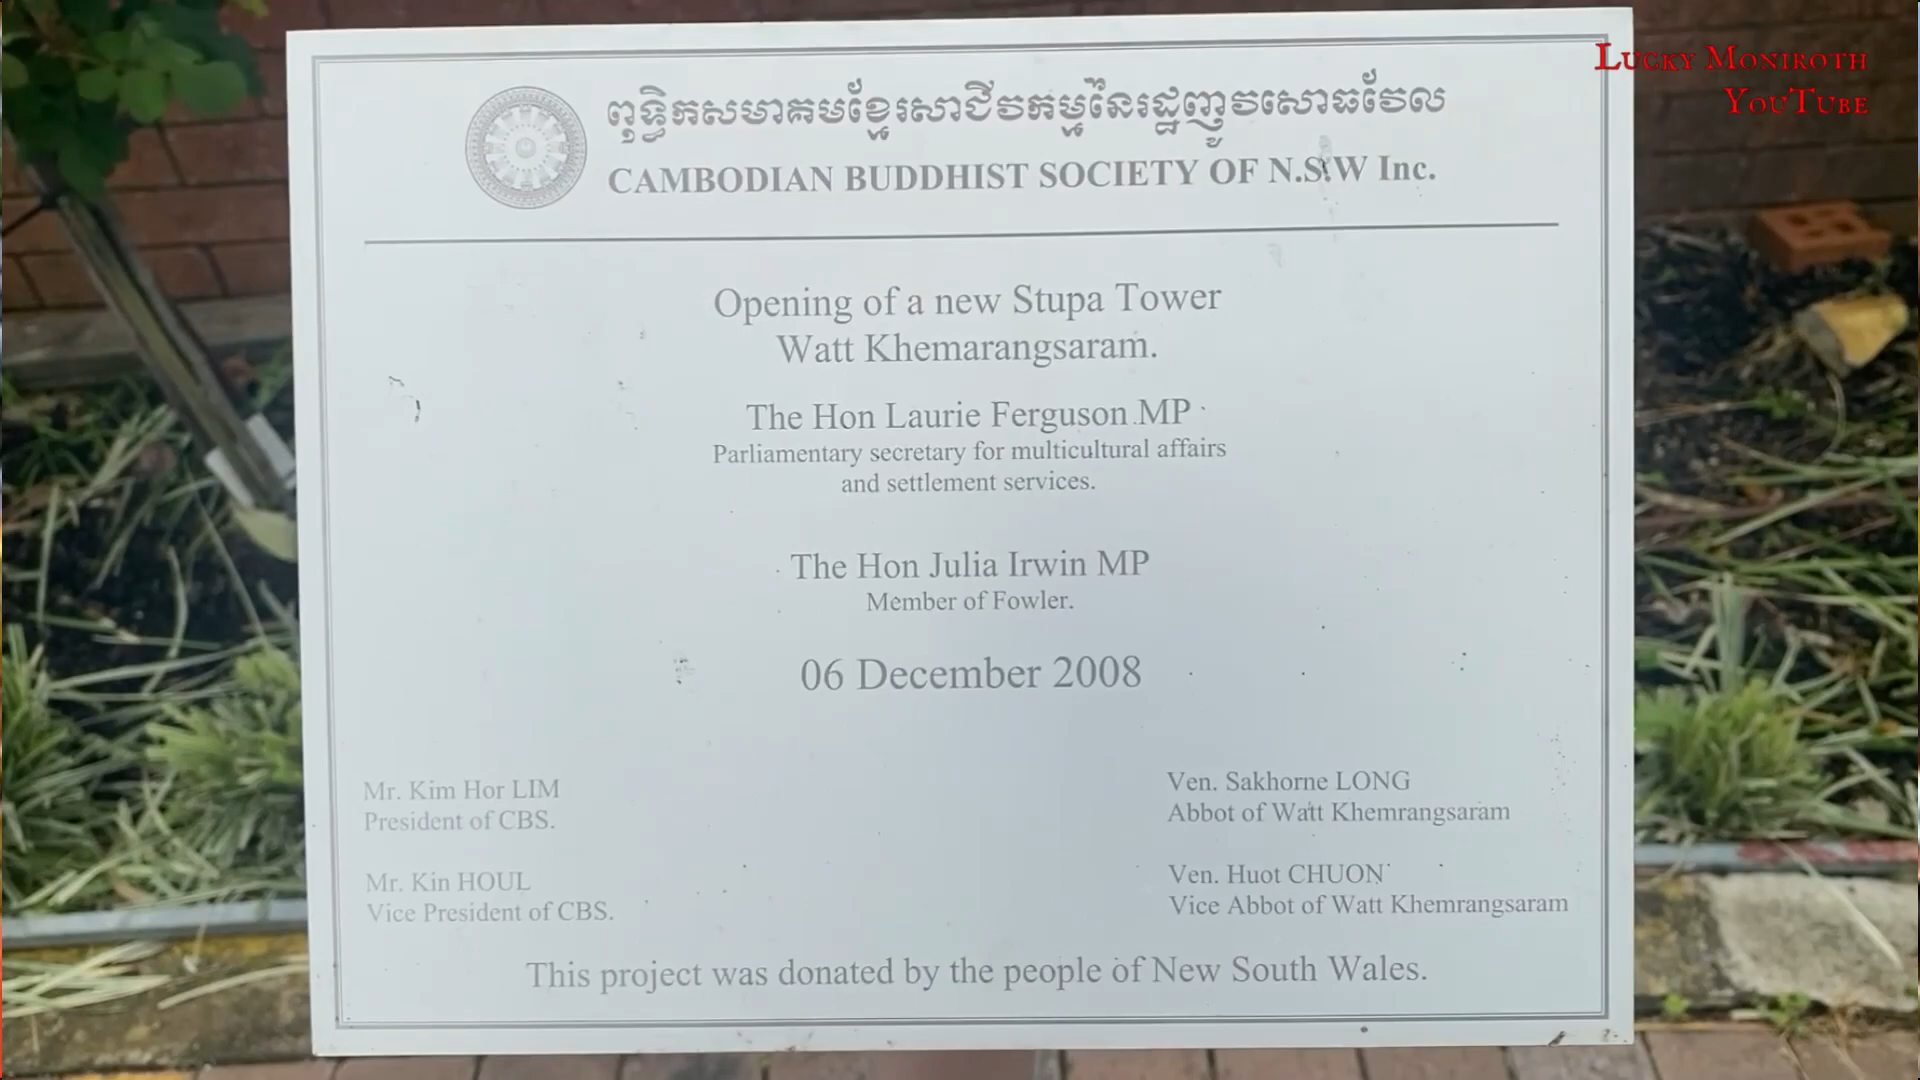 ពុទ្ធិកសមាគមខ្មែរសាជីវកម្មនៃរដ្ឋញូវសោធវែល
CAMBODIAN BUDDHIST SOCIETY OF N.S.W Inc.
Opening of a new Stupa Tower
Watt Khemarangsaram.
The Hon Laurie Ferguson MP
Parliamentary secretary for multicultural affairs
and settlement services.
The Hon Julia Irwin MP
Member of Fowler.
06 December 2008
Mr. Kim Hor LIM
President of CBS.
Mr. Kin HOUL
Vice President of CBS.
Ven. Sakhorne LONG
Abbot of Watt Khemrangsaram
Ven. Huot CHUON
Vice Abbot of Watt Khemrangsaram
This project was donated by the people of New South Wales.
Lucky Moniroth
YouTube